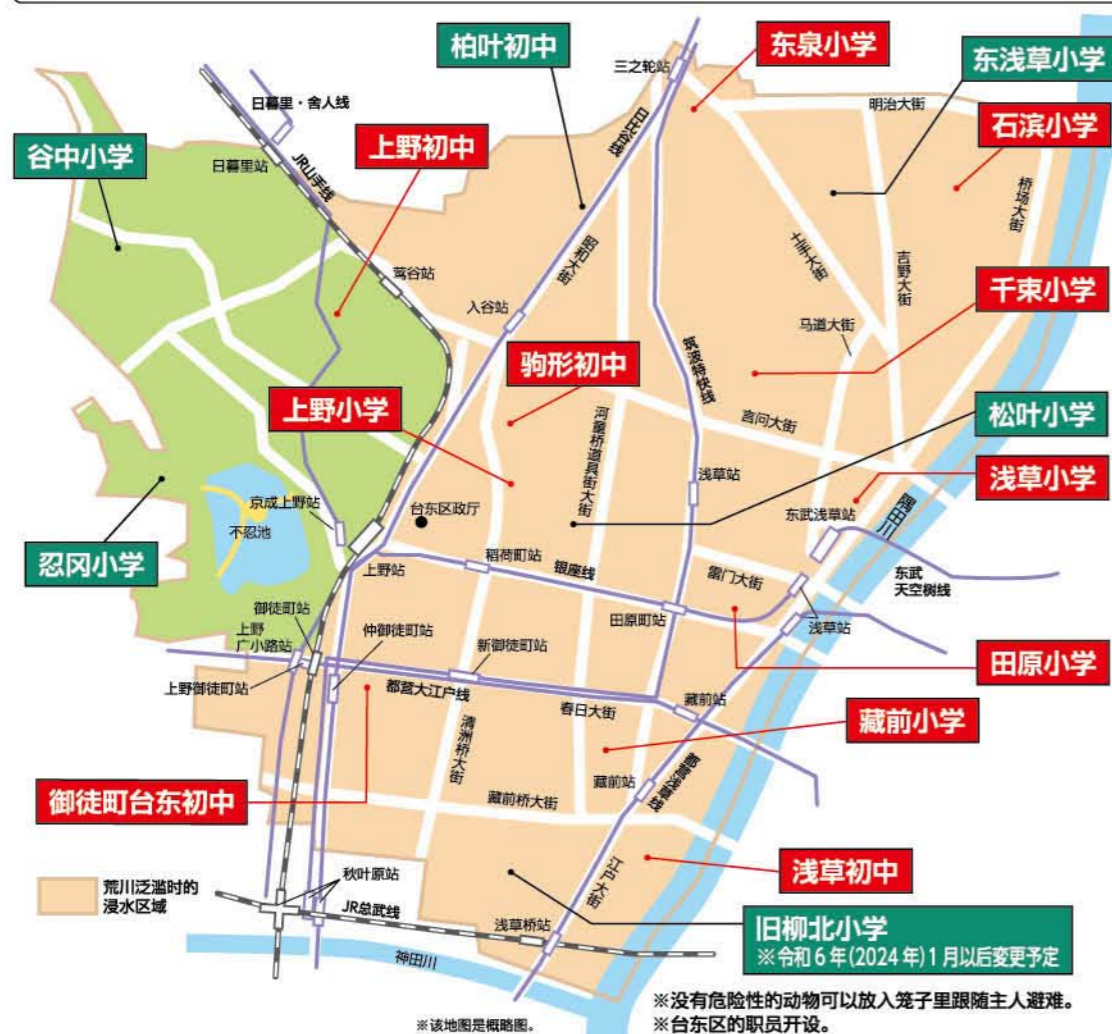 柏叶初中
东泉小学
东浅草小学
三之轮站
日暮里・舍人线
明治大街
石滨小学
谷中小学
上野初中
日比谷线
日暮里站
JR山手线
桥场大街
昭和大街
土手大街
吉野大街
莺谷站
千束小学
入谷站
马道大街
筑波特快线
驹形初中
上野小学
河童桥道具街大街
言问大街
松叶小学
浅草站
浅草小学
京成上野站
台东区政厅
东武浅草站
隅田川
不忍池
忍冈小学
稻荷町站
银座线
雷门大街
东武
天空树线
上野站
御徒町站
田原町站
浅草站
上野
广小路站
仲御徒町站
新御徒町站
田原小学
上野御徒町站
都营大江户线
春日大街
藏前站
藏前小学
清洲桥大街
御徒町台东初中
藏前站
都营浅草线
藏前桥大街
江户大街
浅草初中
荒川泛滥时的
浸水区域
秋叶原站
JR总武线
浅草桥站
旧柳北小学
※令和6年(2024年)1月以后变更予定
神田川
※没有危险性的动物可以放入笼子里跟随主人避难。
※该地图是概略图。
※台东区的职员开设。